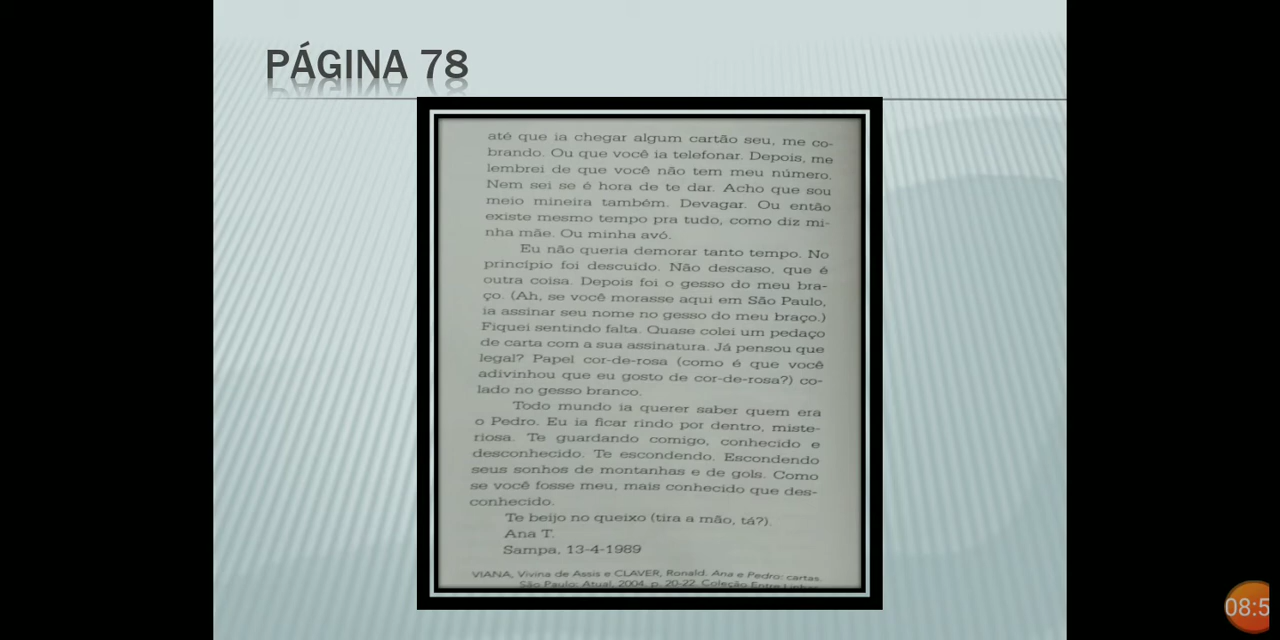 PÁGINA 78
até que ia chegar algum cartão seu, me co-
brando. Ou que você ia telefonar. Depois, me
lembrei de que você não tem meu número.
Nem sei se é hora de te dar. Acho que sou
meio mineira também. Devagar. Ou então
existe mesmo tempo pra tudo, como diz mi-
nha mãe. Ou minha avó.
Eu não queria demorar tanto tempo. No
princípio foi descuido. Não descaso, que é
outra coisa. Depois foi o gesso do meu bra-
ço. (Ah, se você morasse aqui em São Paulo,
ia assinar seu nome no gesso do meu braço.)
Fiquei sentindo falta. Quase colei um pedaço
de carta com a sua assinatura. Já pensou que
legal? Papel cor-de-rosa (como é que você
adivinhou que eu gosto de cor-de-rosa?) co-
lado no gesso branco.
Todo mundo ia querer saber quem era
o Pedro. Eu ia ficar rindo por dentro, miste-
riosa. Te guardando comigo, conhecido e
desconhecido. Te escondendo. Escondendo
seus sonhos de montanhas e de gols. Como
se você fosse meu, mais conhecido que des-
conhecido.
Te beijo no queixo (tira a mão, tá?).
Ana T.
Sampa, 13-4-1989
VIANA, Vivina de Assis e CLAVER, Ronald. Ana e Pedro: cartas.
São Paulo: Atual, 2004. p. 20-22. Coleção Entre
08:5